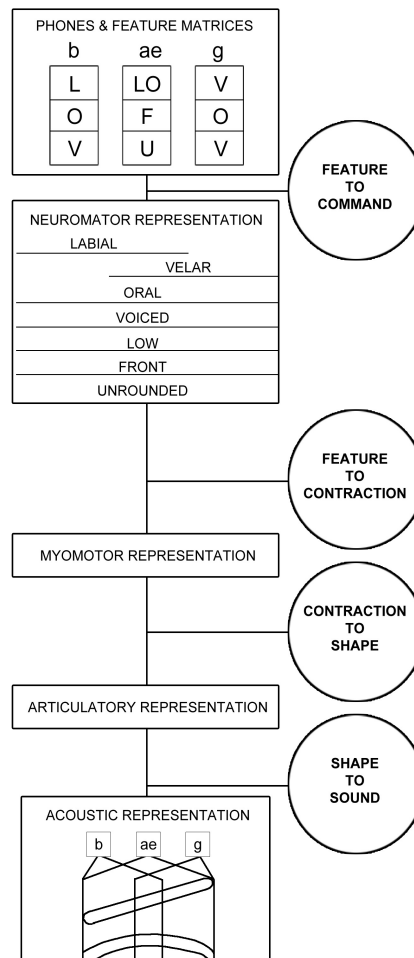 PHONES & FEATURE MATRICES
b ae g
L LO V
O F O
V U V
FEATURE
TO
COMMAND
NEUROMATOR REPRESENTATION
LABIAL
VELAR
ORAL
VOICED
LOW
FRONT
UNROUNDED
FEATURE
TO
CONTRACTION
MYOMOTOR REPRESENTATION
CONTRACTION
TO
SHAPE
ARTICULATORY REPRESENTATION
SHAPE
TO
SOUND
ACOUSTIC REPRESENTATION
b ae g